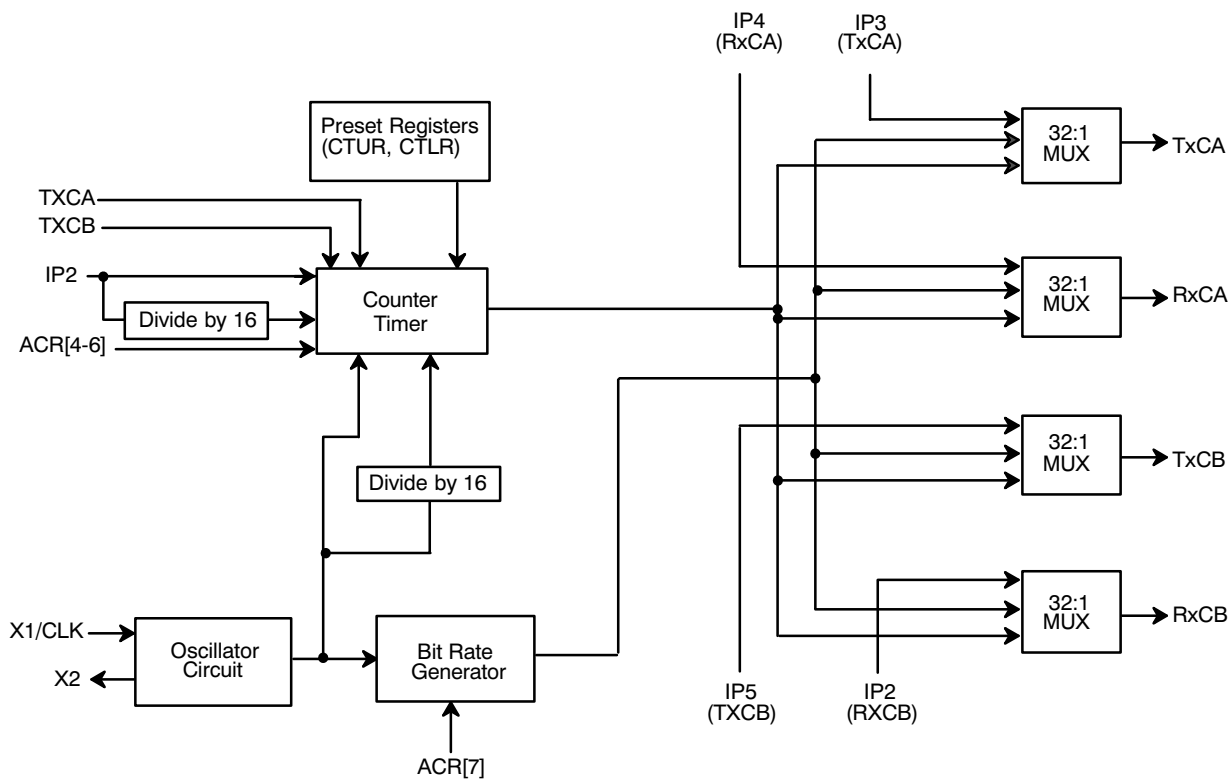 IP4
(RxCA)
IP3
(TxCA)
Preset Registers
(CTUR, CTLR)
32:1
MUX
TxCA
TXCA
TXCB
IP2
Counter
Timer
Divide by 16
ACR[4-6]
32:1
MUX
RxCA
32:1
MUX
TxCB
Divide by 16
X1/CLK
X2
Oscillator
Circuit
Bit Rate
Generator
ACR[7]
32:1
MUX
RxCB
IP5
(TXCB)
IP2
(RXCB)